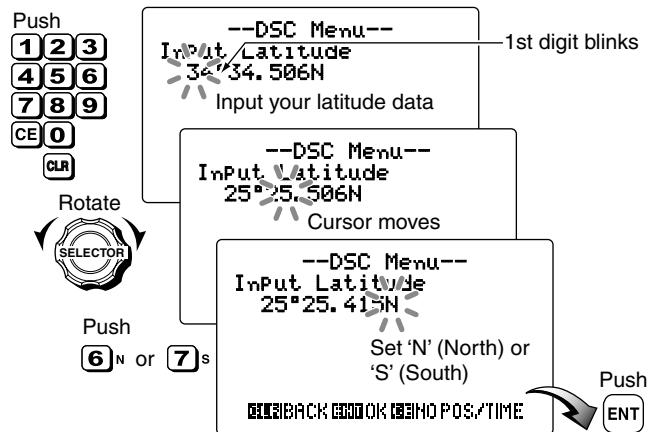 Push
1 2 3
4 5 6
7 8 9
CE 0
CLR
Rotate
SELECTOR
Push
6 N or 7 S
--DSC Menu--
InPut Latitude
34°34.506N
1st digit blinks
Input your latitude data
--DSC Menu--
InPut Latitude
25°25.506N
Cursor moves
--DSC Menu--
InPut Latitude
25°25.415N
Set ‘N’ (North) or
‘S’ (South)
BACK OK NO POS/TIME
Push
ENT